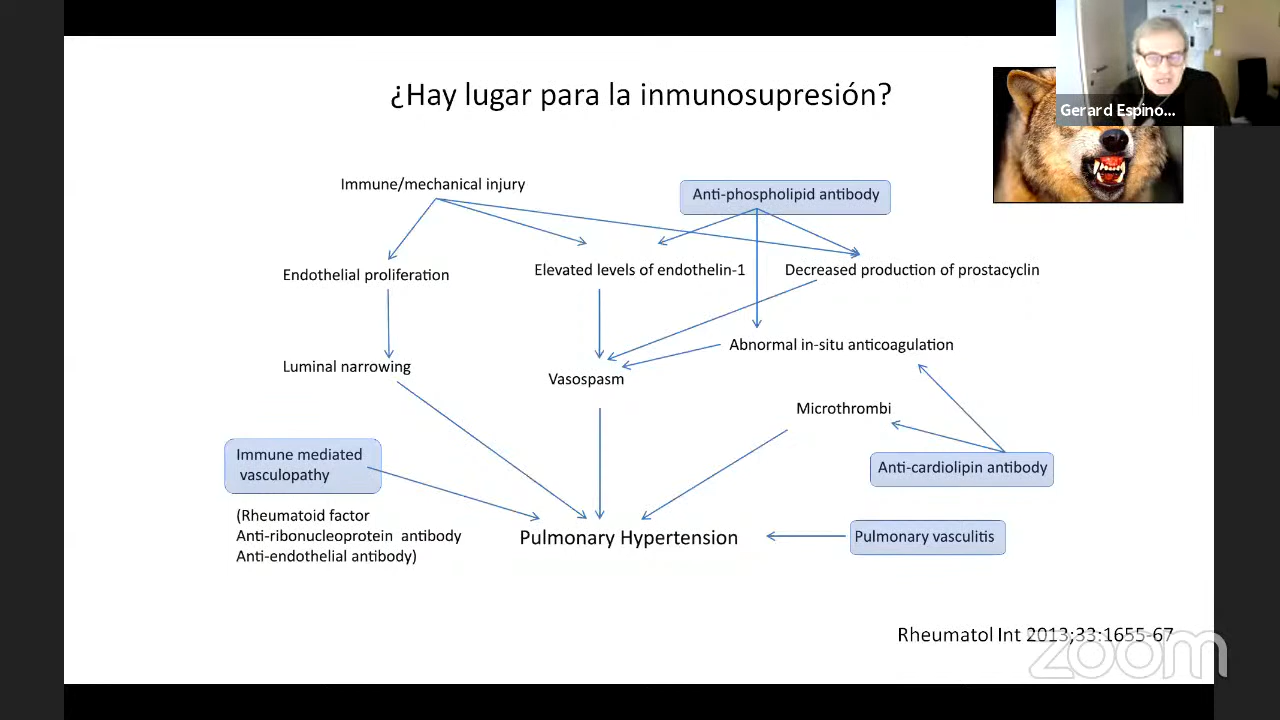 ¿Hay lugar para la inmunosupresión?
Gerard Espino...
Immune/mechanical injury
Anti-phospholipid antibody
Endothelial proliferation
Elevated levels of endothelin-1
Decreased production of prostacyclin
Abnormal in-situ anticoagulation
Luminal narrowing
Vasospasm
Microthrombi
Immune mediated
vasculopathy
Anti-cardiolipin antibody
(Rheumatoid factor
Anti-ribonucleoprotein antibody
Anti-endothelial antibody)
Pulmonary Hypertension
Pulmonary vasculitis
Rheumatol Int 2013;33:1655-67
zoom